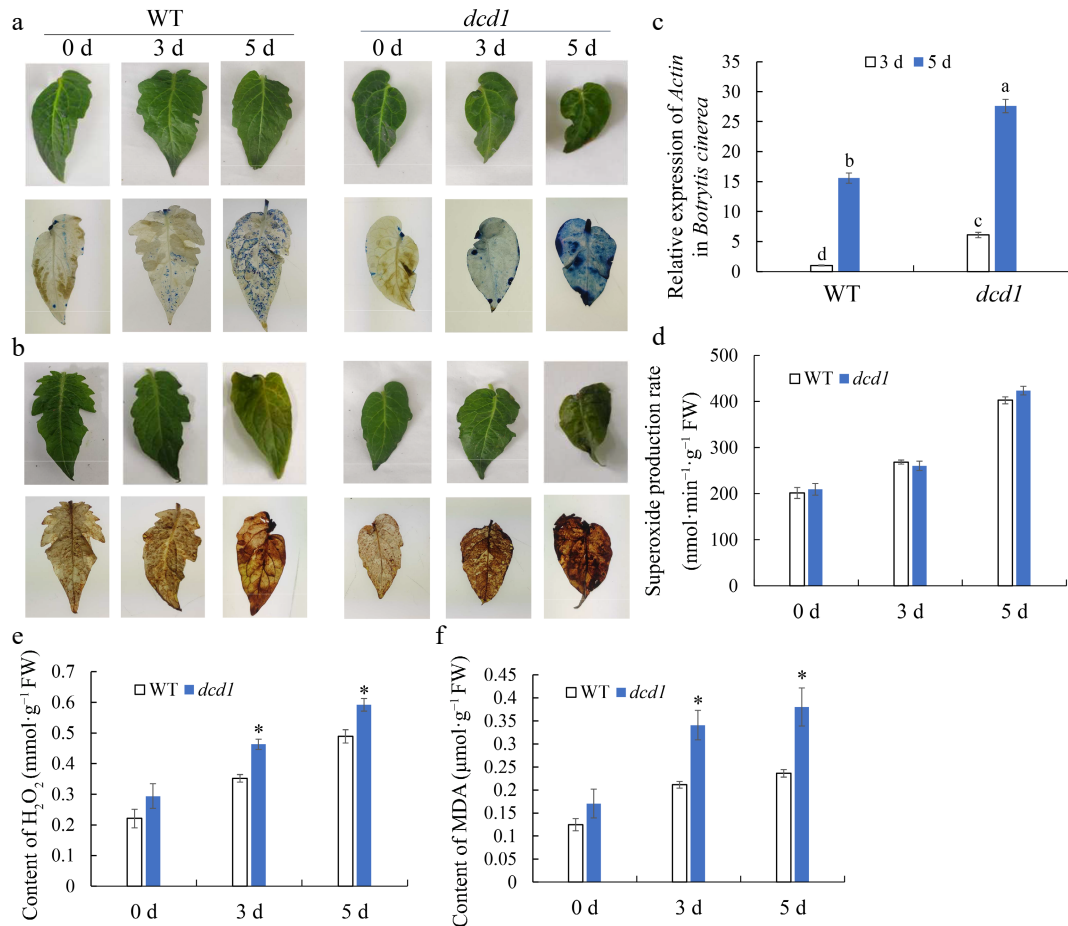 a
WT
dcd1
0 d 3 d 5 d
0 d 3 d 5 d
b
c
3 d 5 d
Relative expression of Actin
in Botrytis cinerea
35
30
25
20
15
10
5
0
d
b
c
a
WT dcd1
d
WT dcd1
Superoxide production rate
(nmol·min⁻¹·g⁻¹ FW)
500
400
300
200
100
0
0 d 3 d 5 d
e
WT dcd1
Content of H₂O₂ (mmol·g⁻¹ FW)
0.7
0.6
0.5
0.4
0.3
0.2
0.1
0
*
*
0 d 3 d 5 d
f
WT dcd1
Content of MDA (μmol·g⁻¹ FW)
0.45
0.4
0.35
0.3
0.25
0.2
0.15
0.1
0.05
0
*
*
0 d 3 d 5 d